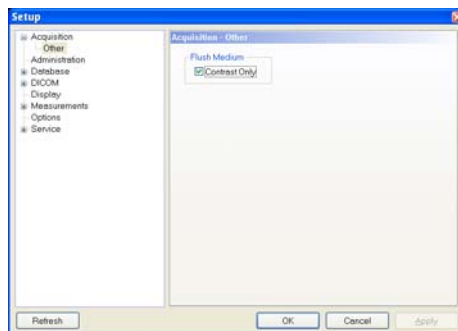 Setup
Acquisition
Other
Administration
Database
DICOM
Display
Measurements
Options
Service
Acquisition - Other
Flush Medium
Contrast Only
Refresh
OK
Cancel
Apply